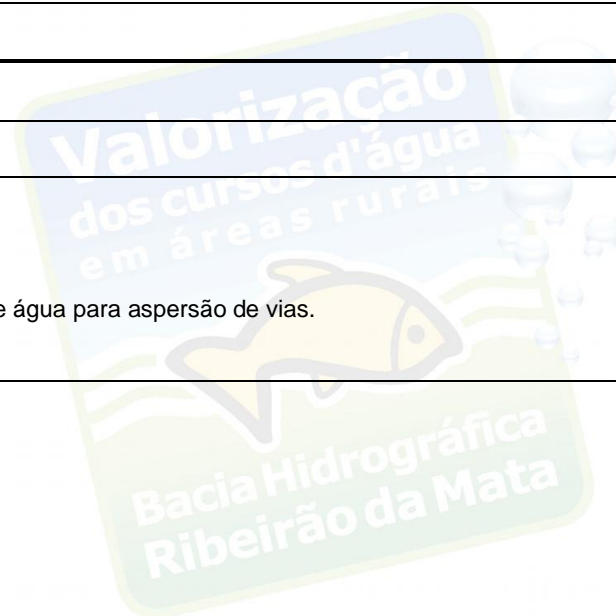 Valorização
dos cursos d'água
em áreas rurais
e água para aspersão de vias.
Bacia Hidrográfica
Ribeirão da Mata